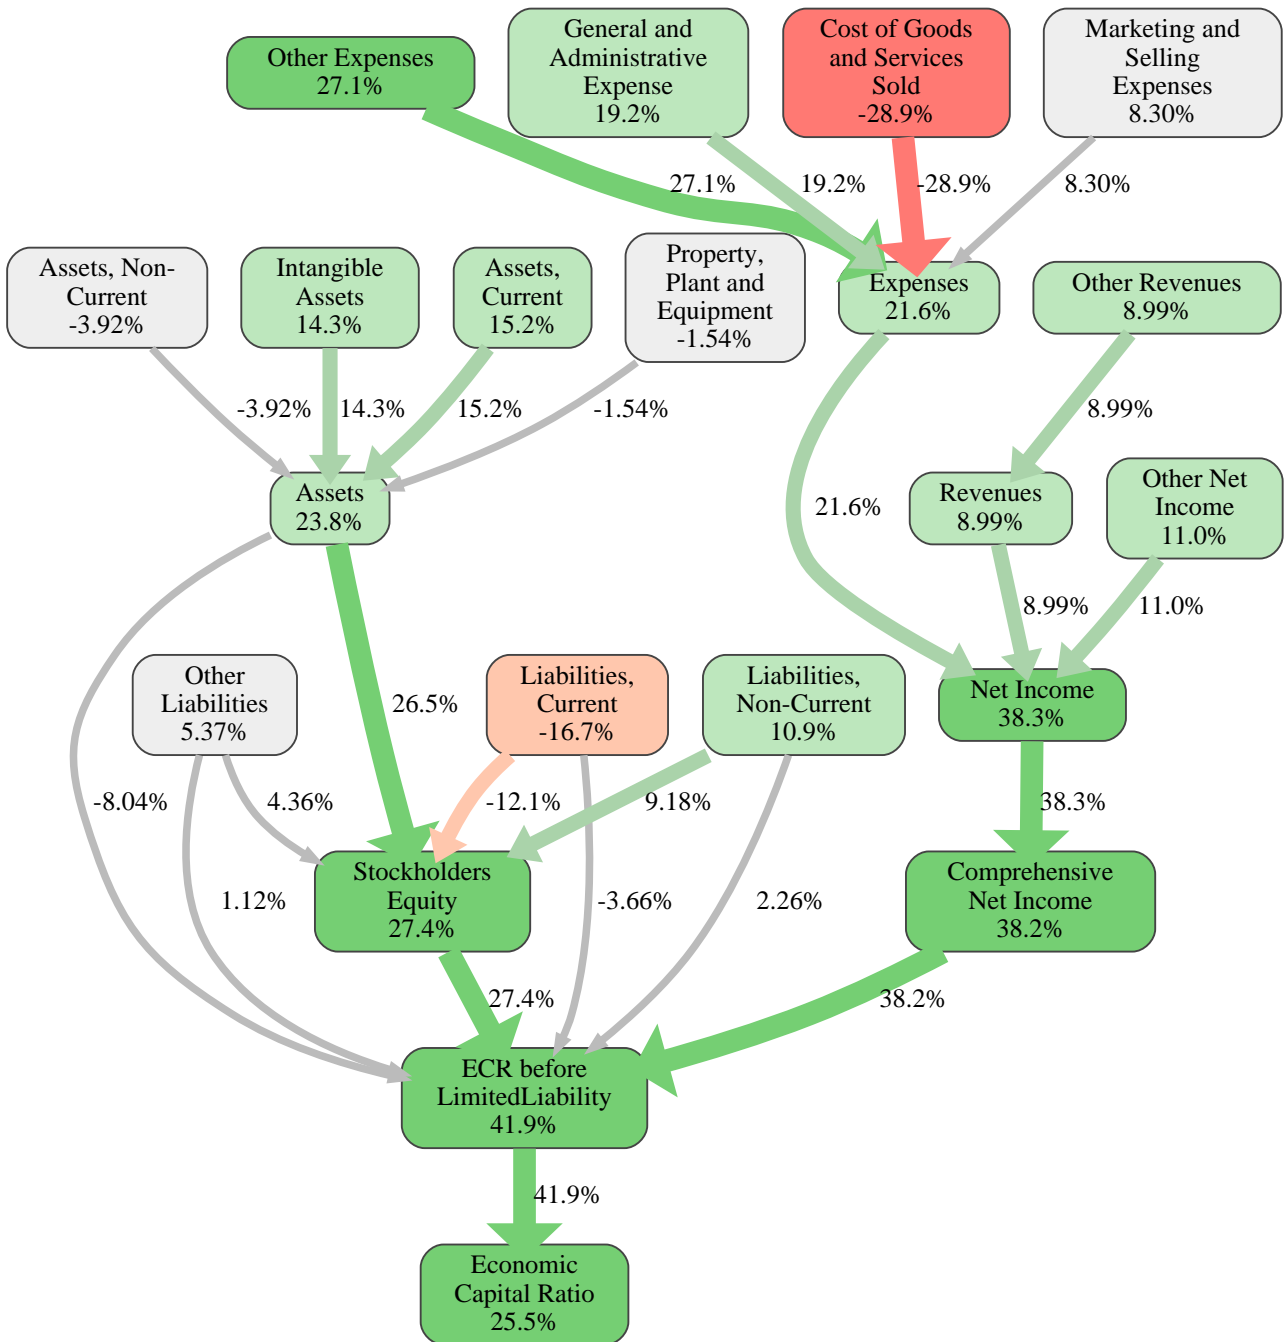 Other Expenses
27.1%
General and
Administrative
Expense
19.2%
Cost of Goods
and Services
Sold
-28.9%
Marketing and
Selling
Expenses
8.30%
27.1%
19.2%
-28.9%
8.30%
Assets, Non-
Current
-3.92%
Intangible
Assets
14.3%
Assets,
Current
15.2%
Property,
Plant and
Equipment
-1.54%
Expenses
21.6%
Other Revenues
8.99%
-3.92%
14.3%
15.2%
-1.54%
8.99%
Assets
23.8%
21.6%
Revenues
8.99%
Other Net
Income
11.0%
8.99%
11.0%
Other
Liabilities
5.37%
26.5%
Liabilities,
Current
-16.7%
Liabilities,
Non-Current
10.9%
Net Income
38.3%
-8.04%
4.36%
-12.1%
9.18%
38.3%
Stockholders
Equity
27.4%
Comprehensive
Net Income
38.2%
1.12%
-3.66%
2.26%
27.4%
38.2%
ECR before
LimitedLiability
41.9%
41.9%
Economic
Capital Ratio
25.5%